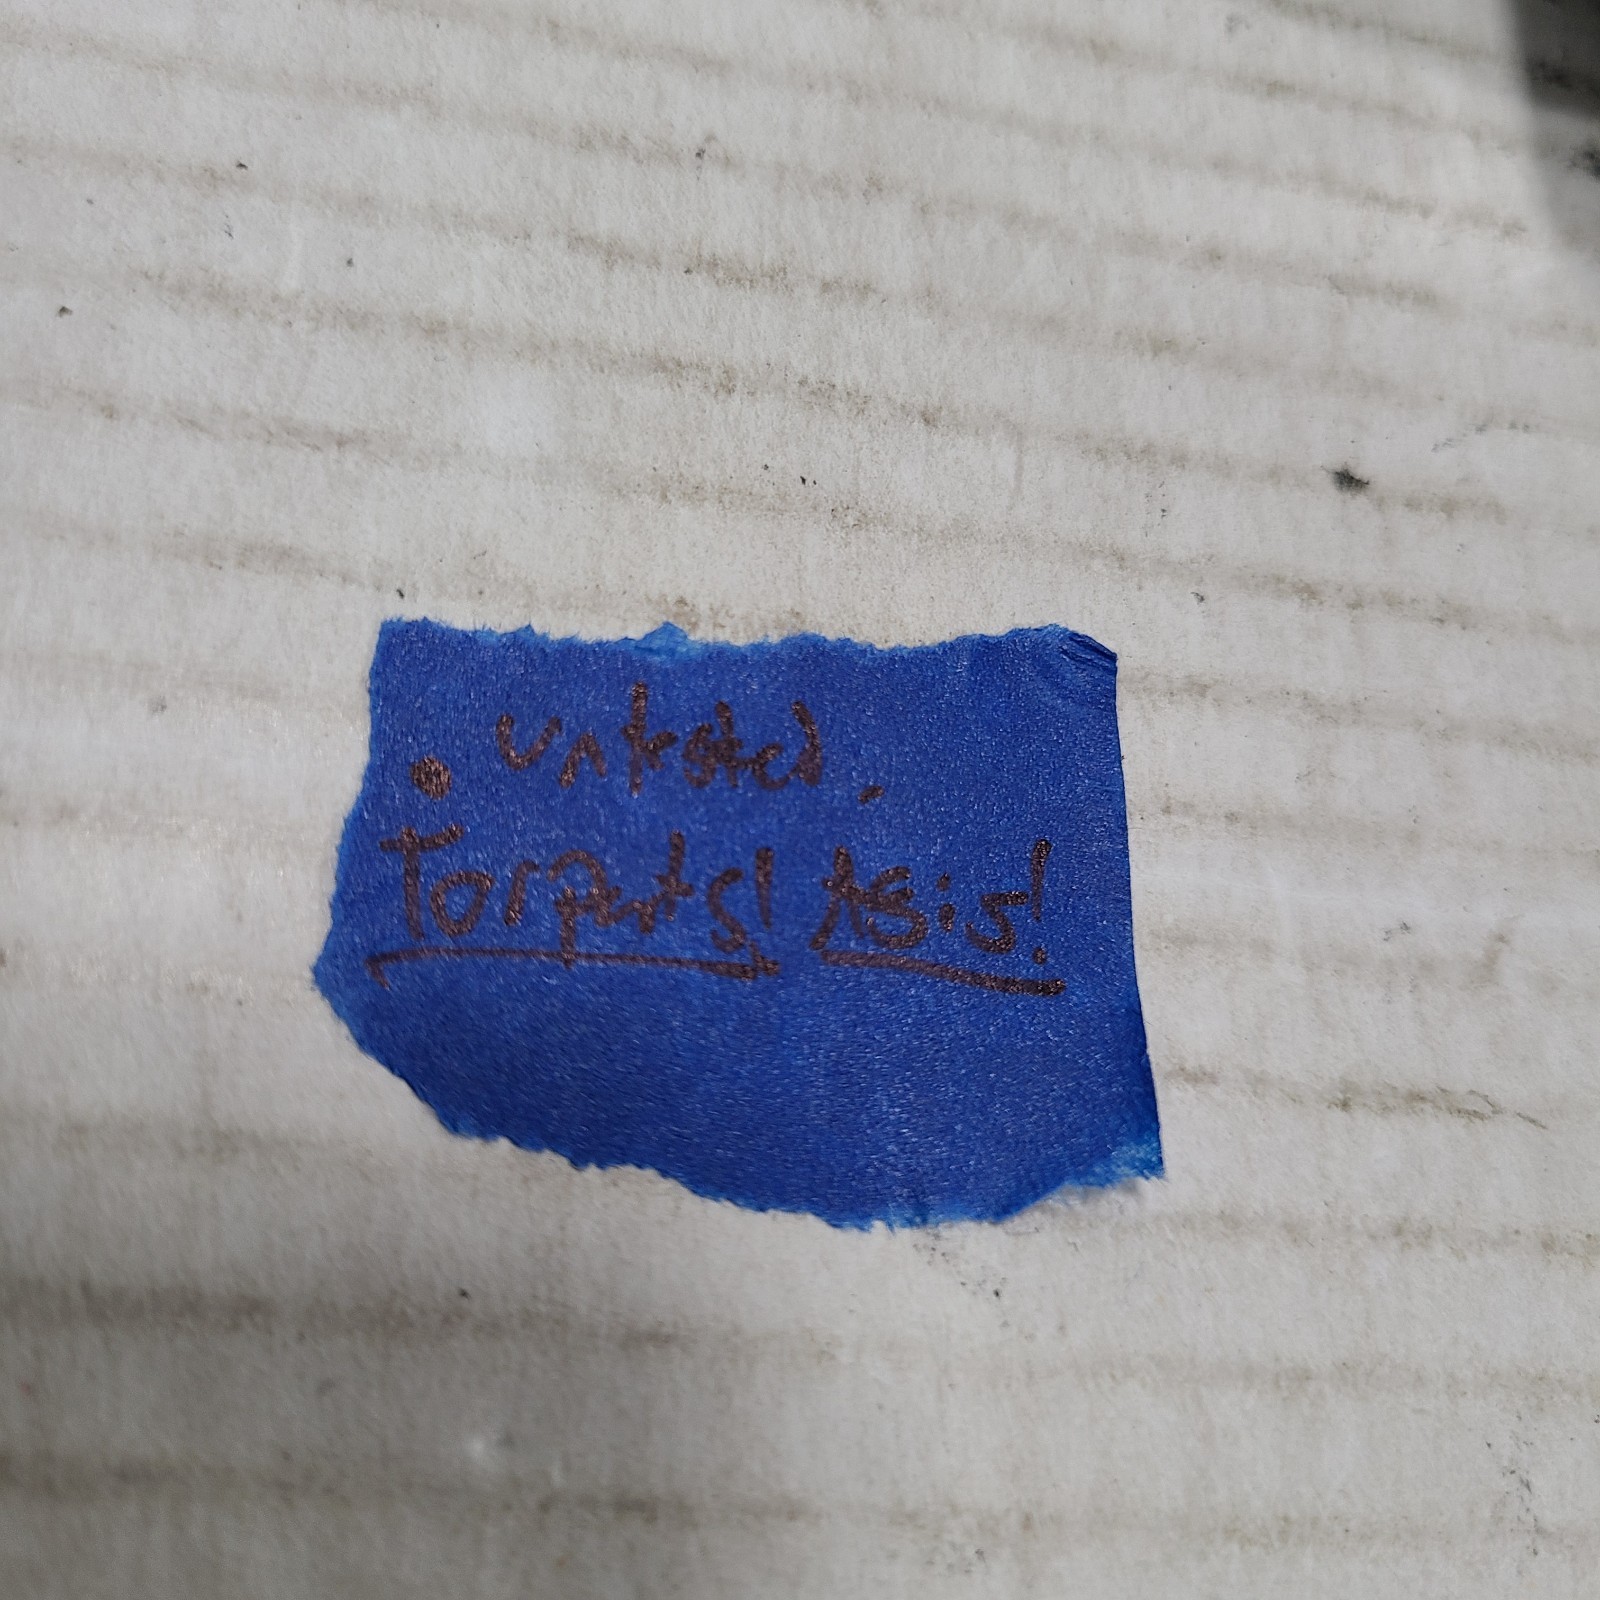 • Untested,
For parts! As is!